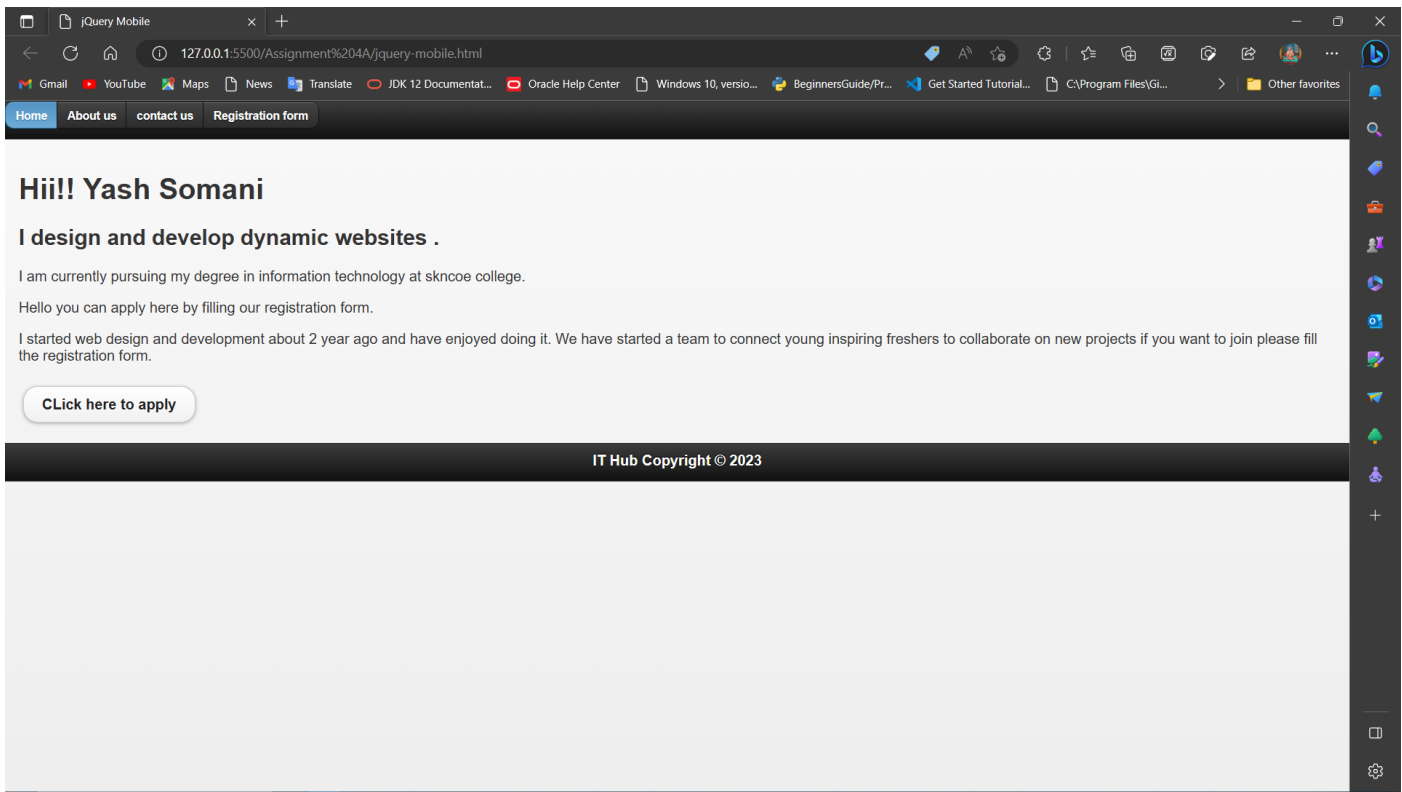 jQuery Mobile
127.0.0.1:5500/Assignment%204A/jquery-mobile.html
Gmail YouTube Maps News Translate JDK 12 Documentat... Oracle Help Center Windows 10, versio... BeginnersGuide/Pr... Get Started Tutorial... C:\Program Files\Gi... Other favorites
Home About us contact us Registration form
Hii!! Yash Somani
I design and develop dynamic websites .
I am currently pursuing my degree in information technology at skncoe college.
Hello you can apply here by filling our registration form.
I started web design and development about 2 year ago and have enjoyed doing it. We have started a team to connect young inspiring freshers to collaborate on new projects if you want to join please fill
the registration form.
CLick here to apply
IT Hub Copyright © 2023